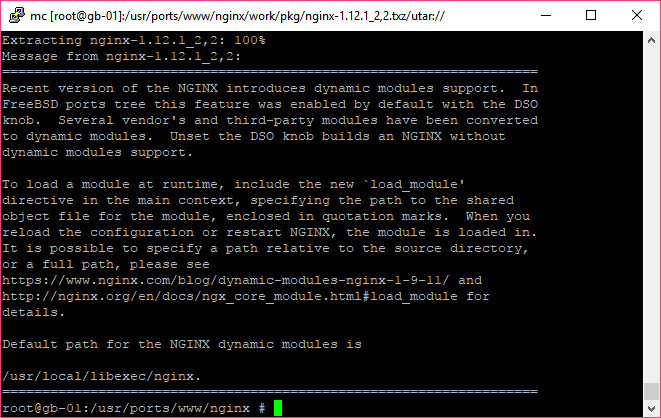 mc [root@gb-01]:/usr/ports/www/nginx/work/pkg/nginx-1.12.1_2,2.txz/utar://
Extracting nginx-1.12.1_2,2: 100%
Message from nginx-1.12.1_2,2:
===================================================================
Recent version of the NGINX introduces dynamic modules support.  In
FreeBSD ports tree this feature was enabled by default with the DSO
knob.  Several vendor's and third-party modules have been converted
to dynamic modules.  Unset the DSO knob builds an NGINX without
dynamic modules support.

To load a module at runtime, include the new `load_module'
directive in the main context, specifying the path to the shared
object file for the module, enclosed in quotation marks.  When you
reload the configuration or restart NGINX, the module is loaded in.
It is possible to specify a path relative to the source directory,
or a full path, please see
https://www.nginx.com/blog/dynamic-modules-nginx-1-9-11/ and
http://nginx.org/en/docs/ngx_core_module.html#load_module for
details.

Default path for the NGINX dynamic modules is

/usr/local/libexec/nginx.
===================================================================
root@gb-01:/usr/ports/www/nginx #